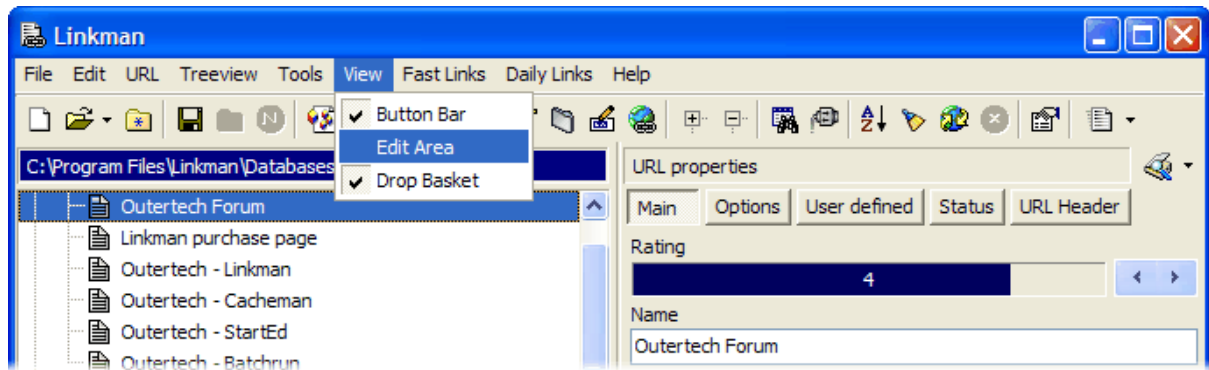 Linkman
File Edit URL Treeview Tools View Fast Links Daily Links Help
Button Bar
Edit Area
Drop Basket
C:\Program Files\Linkman\Databases
URL properties
Outertech Forum
Linkman purchase page
Outertech - Linkman
Outertech - Cacheman
Outertech - StartEd
Outertech - Batchrun
Main Options User defined Status URL Header
Rating
4
Name
Outertech Forum